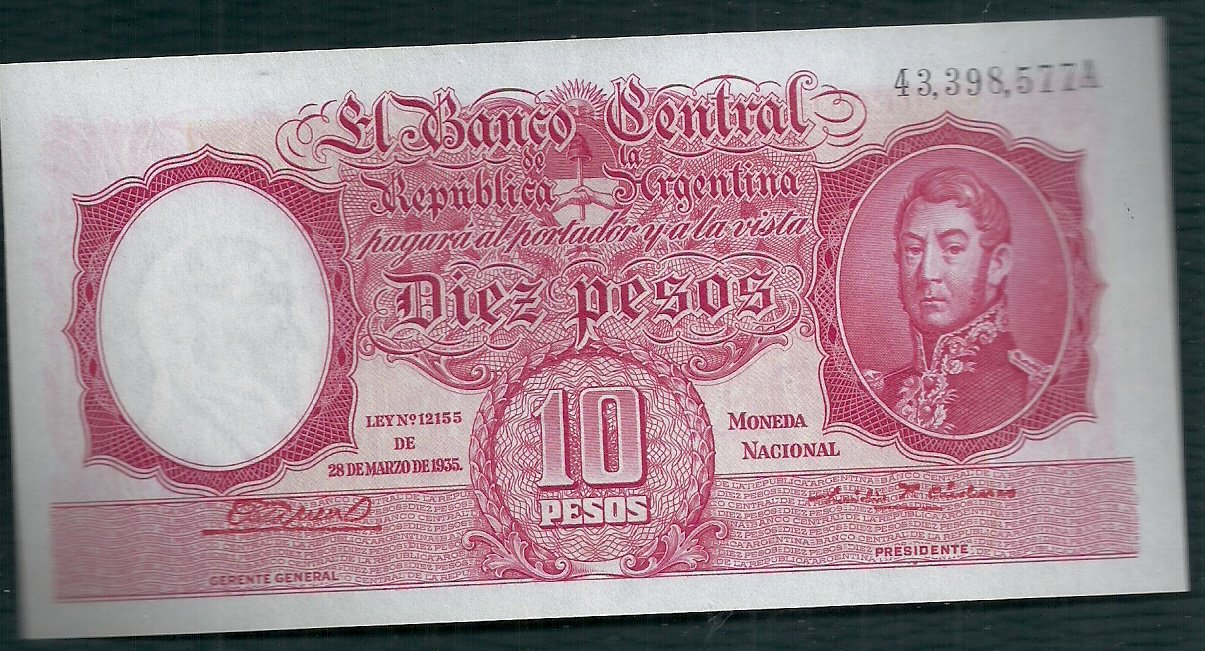 43,398,577A
El Banco Central
de la
República Argentina
pagará al portador y a la vista
Diez pesos
LEY Nº 12155
DE
28 DE MARZO DE 1935.
10
PESOS
MONEDA
NACIONAL
GERENTE GENERAL
PRESIDENTE